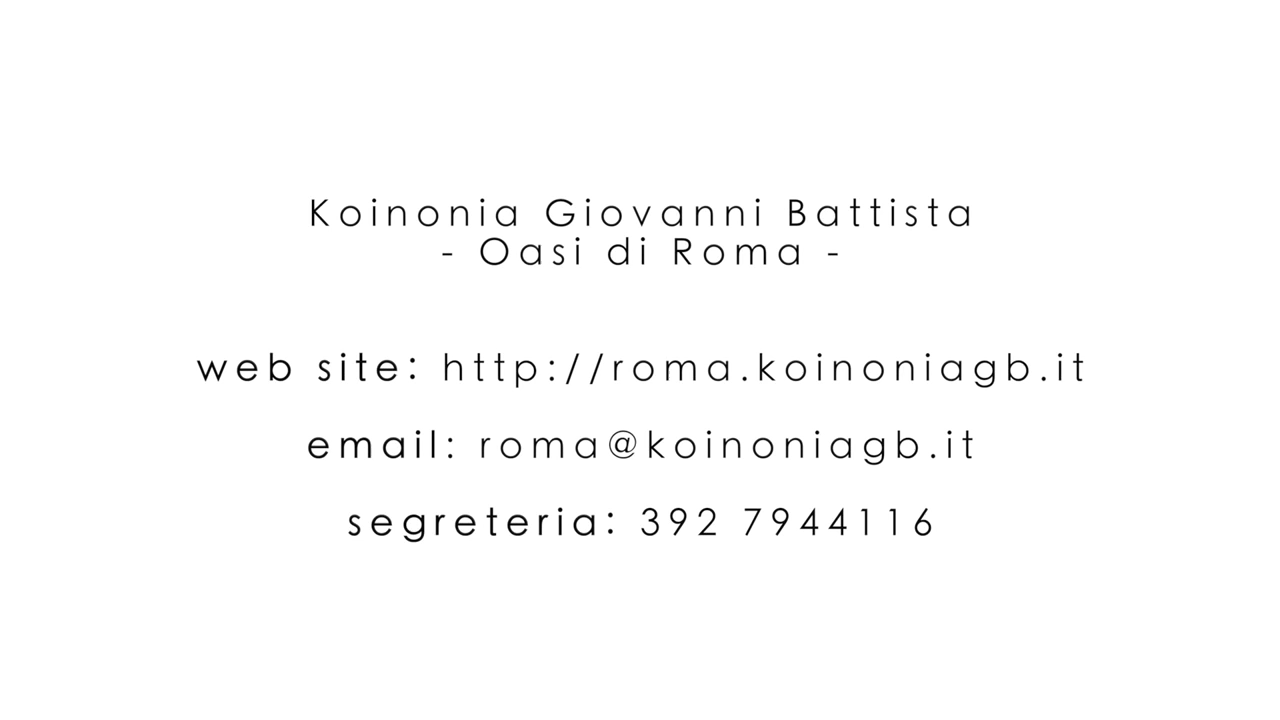 Koinonia Giovanni Battista
- Oasi di Roma -
web site: http://roma.koinoniagb.it
email: roma@koinoniagb.it
segreteria: 392 7944116